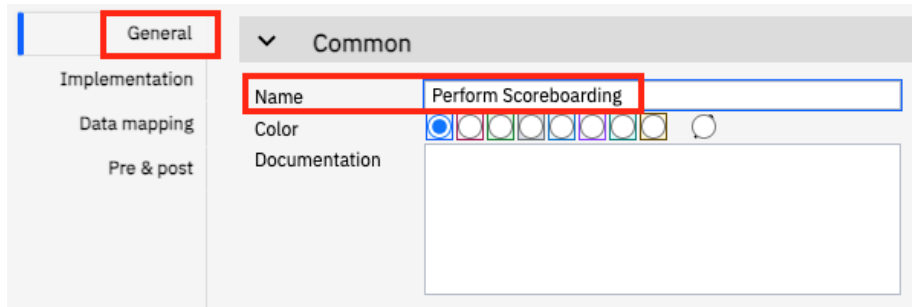 General
Implementation
Data mapping
Pre & post
Common
Name
Perform Scoreboarding
Color
Documentation